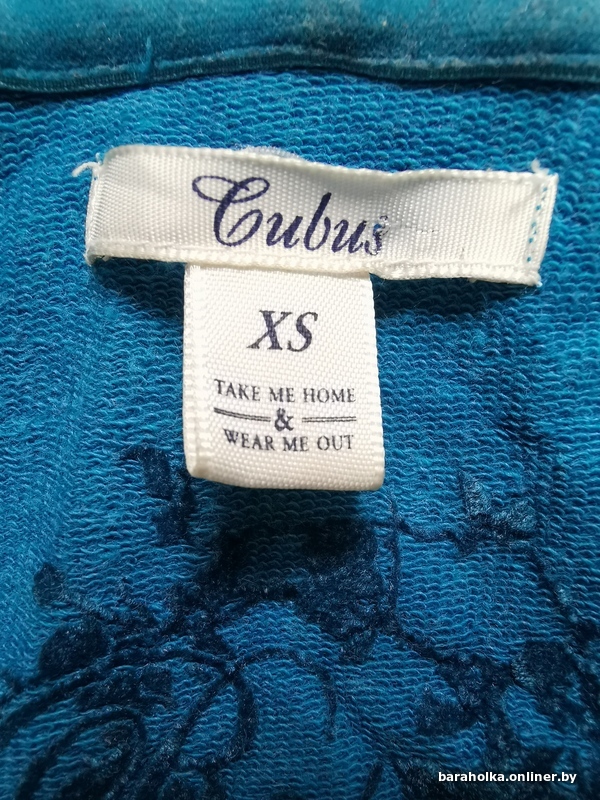 Cubus
XS
TAKE ME HOME
&
WEAR ME OUT
baraholka.onliner.by